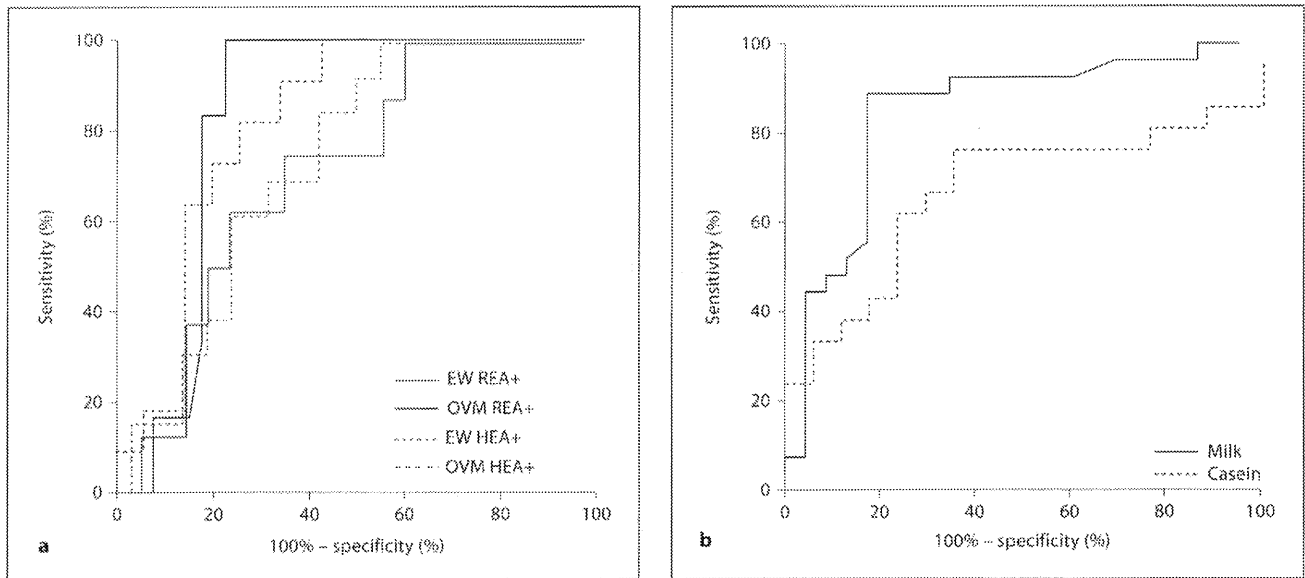 100
80
60
40
20
0
Sensitivity (%)
EW REA+
OVM REA+
EW HEA+
OVM HEA+
0 20 40 60 80 100
100% – specificity (%)
a
100
80
60
40
20
0
Sensitivity (%)
Milk
Casein
0 20 40 60 80 100
100% – specificity (%)
b